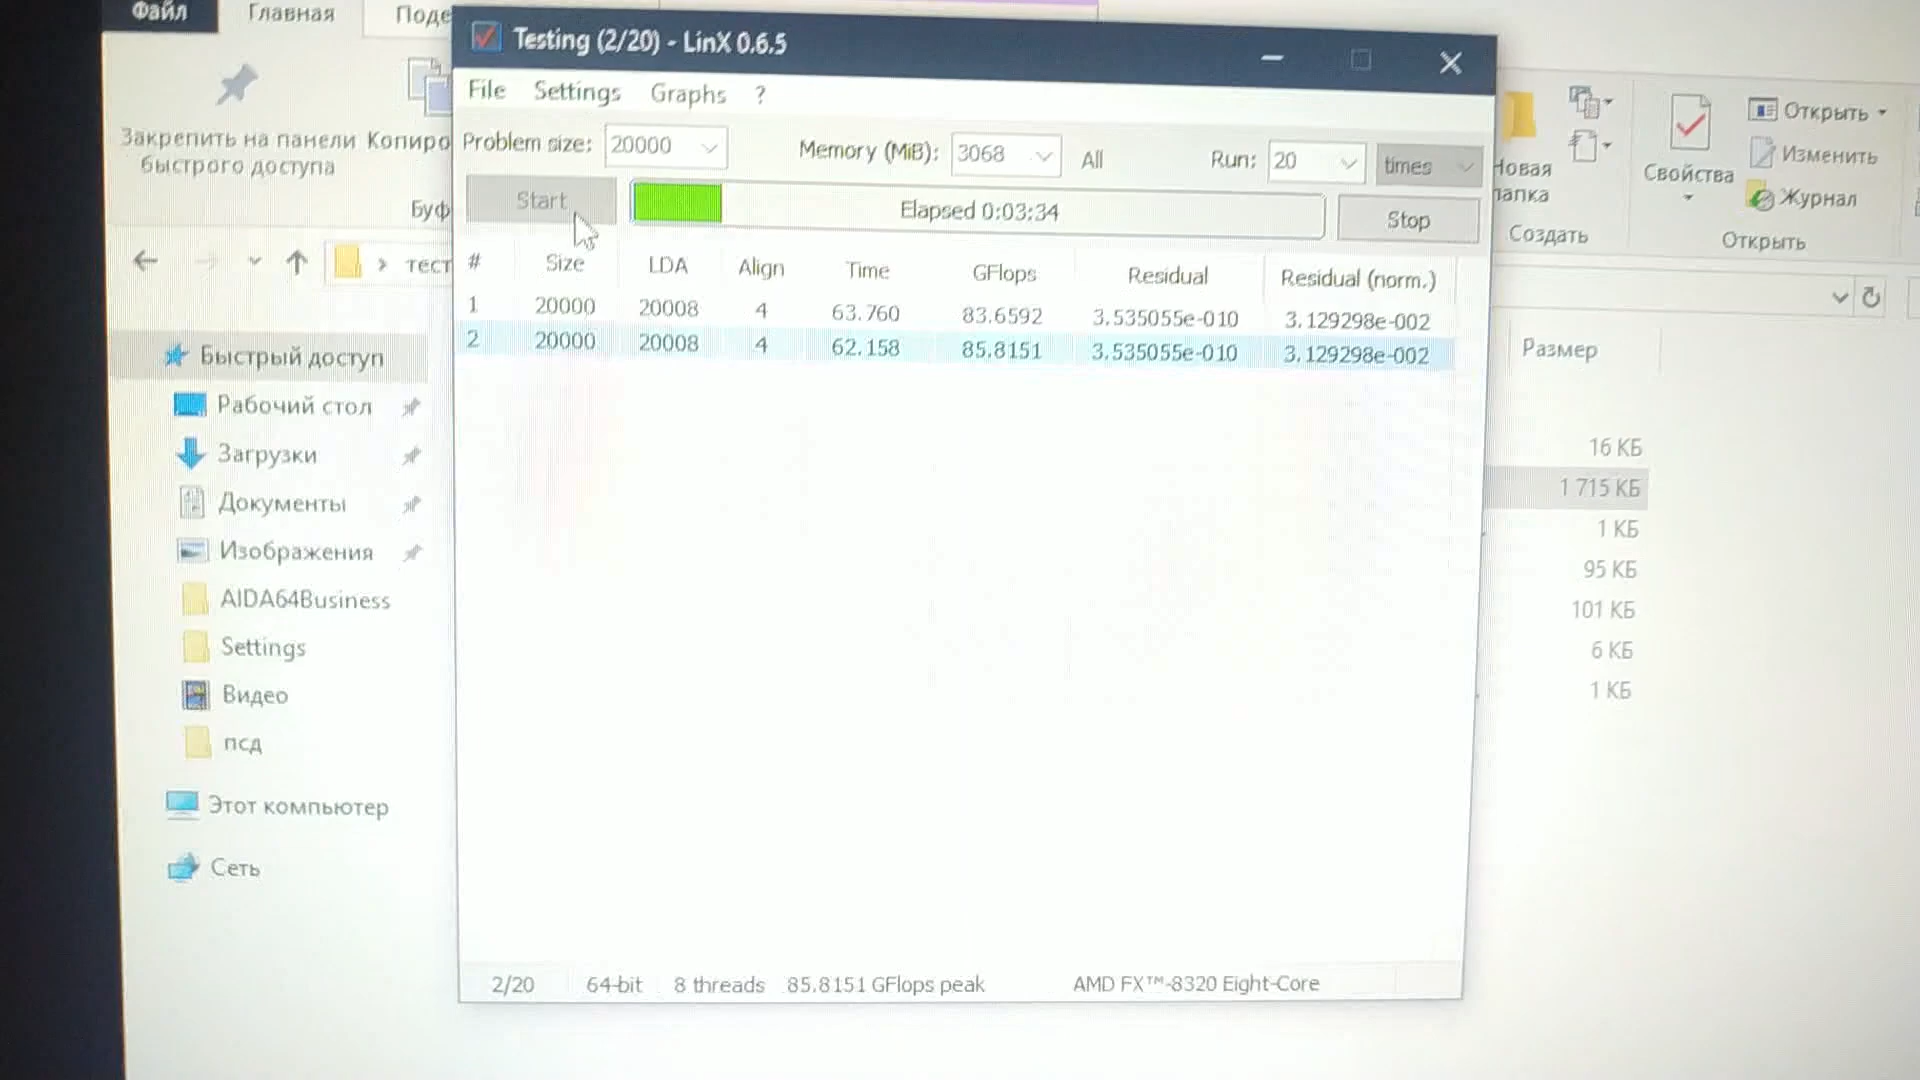 Файл
Главная
Поде
Testing (2/20) - LinX 0.6.5
File Settings Graphs ?
Problem size: 20000 Memory (MiB): 3068 All Run: 20 times
Start Elapsed 0:03:34 Stop
# Size LDA Align Time GFlops Residual Residual (norm.)
1 20000 20008 4 63.760 83.6592 3.535055e-010 3.129298e-002
2 20000 20008 4 62.158 85.8151 3.535055e-010 3.129298e-002
2/20 64-bit 8 threads 85.8151 GFlops peak AMD FX™-8320 Eight-Core
Закрепить на панели
быстрого доступа
Копиро
Буф
тест
Быстрый доступ
Рабочий стол
Загрузки
Документы
Изображения
AIDA64Business
Settings
Видео
псд
Этот компьютер
Сеть
Новая
папка
Создать
Свойства
Открыть
Изменить
Журнал
Открыть
Размер
16 КБ
1 715 КБ
1 КБ
95 КБ
101 КБ
6 КБ
1 КБ